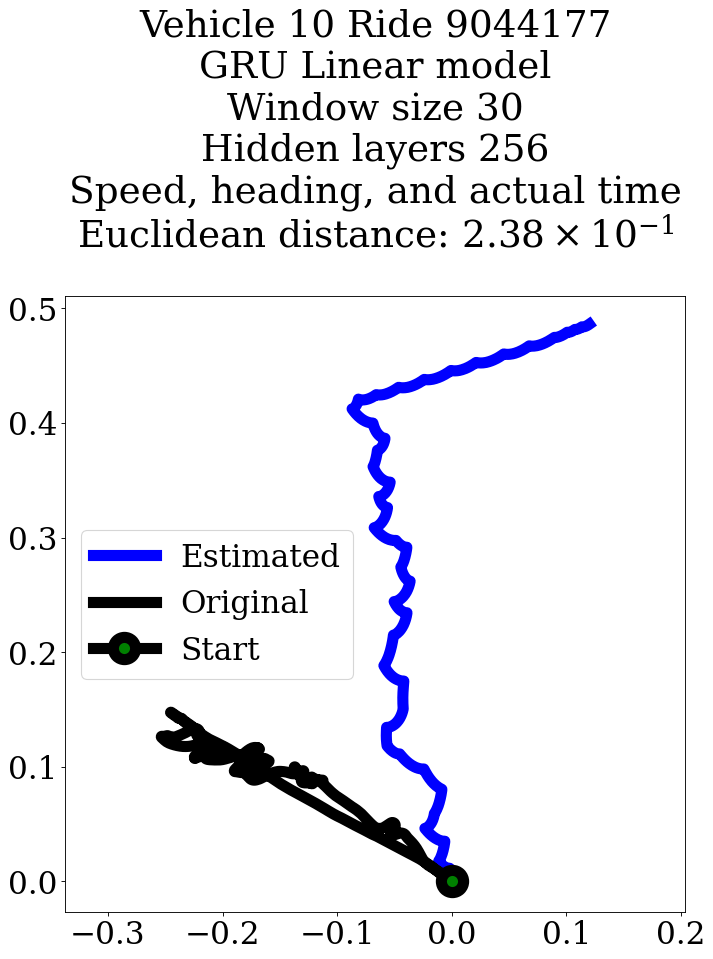 Vehicle 10 Ride 9044177
GRU Linear model
Window size 30
Hidden layers 256
Speed, heading, and actual time
Euclidean distance: 2.38 × 10⁻¹
0.5
0.4
0.3
0.2
0.1
0.0
Estimated
Original
Start
−0.3 −0.2 −0.1 0.0 0.1 0.2